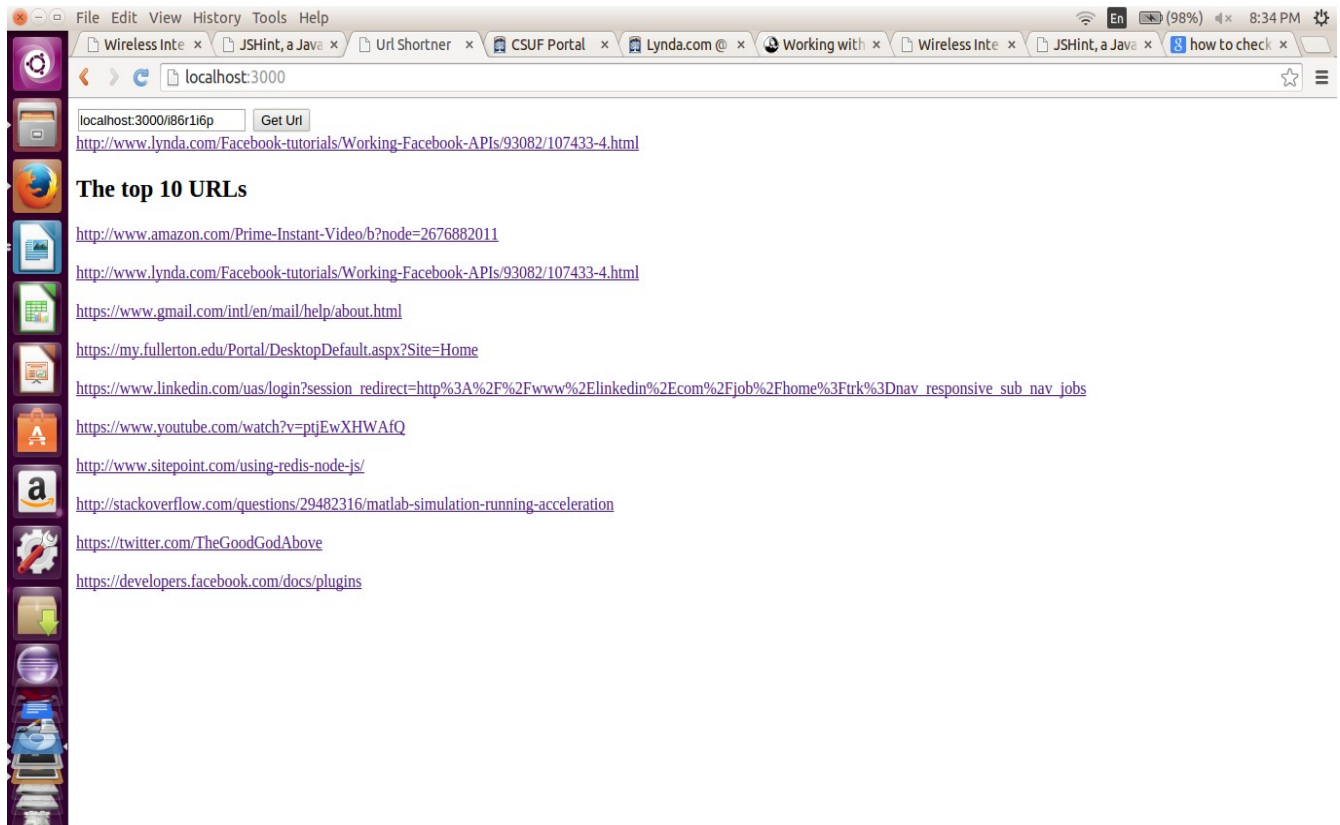 File Edit View History Tools Help En (98%) 8:34 PM
Wireless Inte JSHint, a Java Url Shortner CSUF Portal Lynda.com @ Working with Wireless Inte JSHint, a Java how to check
localhost:3000
localhost:3000/i86r1i6p Get Url
http://www.lynda.com/Facebook-tutorials/Working-Facebook-APIs/93082/107433-4.html
The top 10 URLs
http://www.amazon.com/Prime-Instant-Video/b?node=2676882011
http://www.lynda.com/Facebook-tutorials/Working-Facebook-APIs/93082/107433-4.html
https://www.gmail.com/intl/en/mail/help/about.html
https://my.fullerton.edu/Portal/DesktopDefault.aspx?Site=Home
https://www.linkedin.com/uas/login?session_redirect=http%3A%2F%2Fwww%2Elinkedin%2Ecom%2Fjob%2Fhome%3Ftrk%3Dnav_responsive_sub_nav_jobs
https://www.youtube.com/watch?v=ptjEwXHWAfQ
http://www.sitepoint.com/using-redis-node-js/
http://stackoverflow.com/questions/29482316/matlab-simulation-running-acceleration
https://twitter.com/TheGoodGodAbove
https://developers.facebook.com/docs/plugins